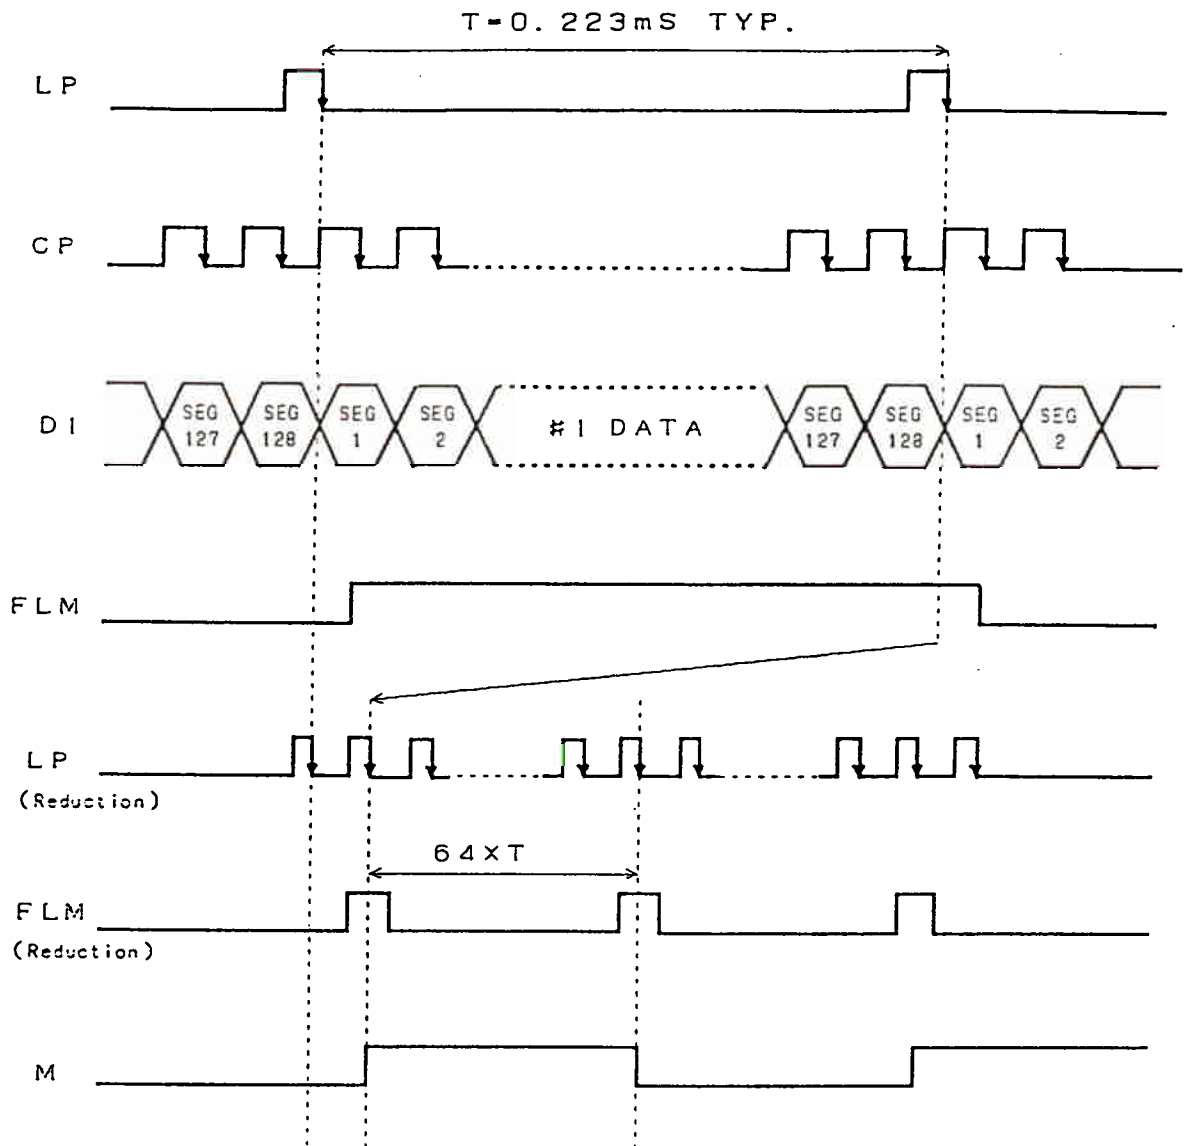 T=0.223mS TYP.
LP
CP
DI
SEG 127
SEG 128
SEG 1
SEG 2
#1 DATA
SEG 127
SEG 128
SEG 1
SEG 2
FLM
LP
(Reduction)
64×T
FLM
(Reduction)
M